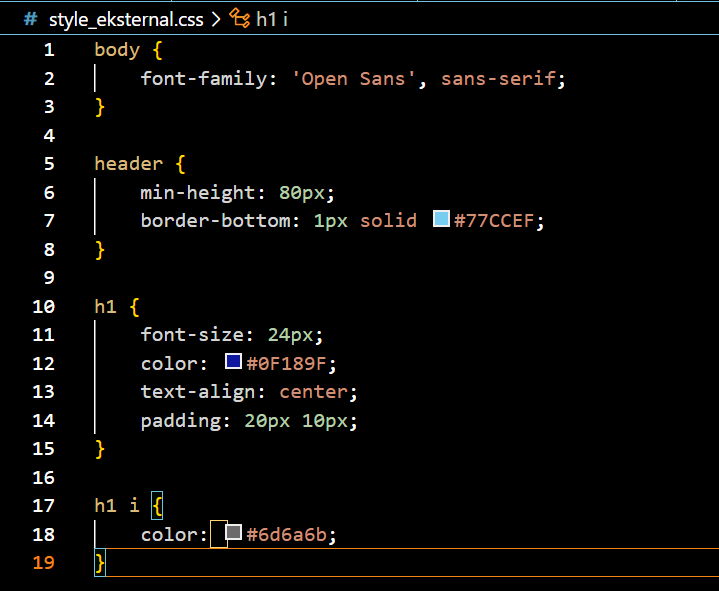 # style_eksternal.css > h1 i
1 body {
2     font-family: 'Open Sans', sans-serif;
3 }
4
5 header {
6     min-height: 80px;
7     border-bottom: 1px solid #77CCEF;
8 }
9
10 h1 {
11     font-size: 24px;
12     color: #0F189F;
13     text-align: center;
14     padding: 20px 10px;
15 }
16
17 h1 i {
18     color: #6d6a6b;
19 }